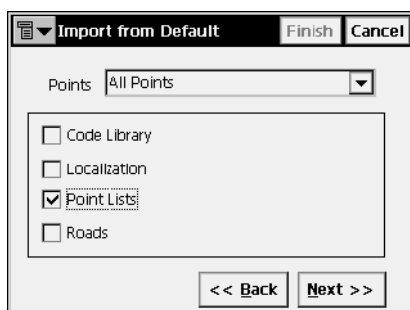 Import from Default Finish Cancel
Points All Points
Code Library
Localization
Point Lists
Roads
<< Back Next >>